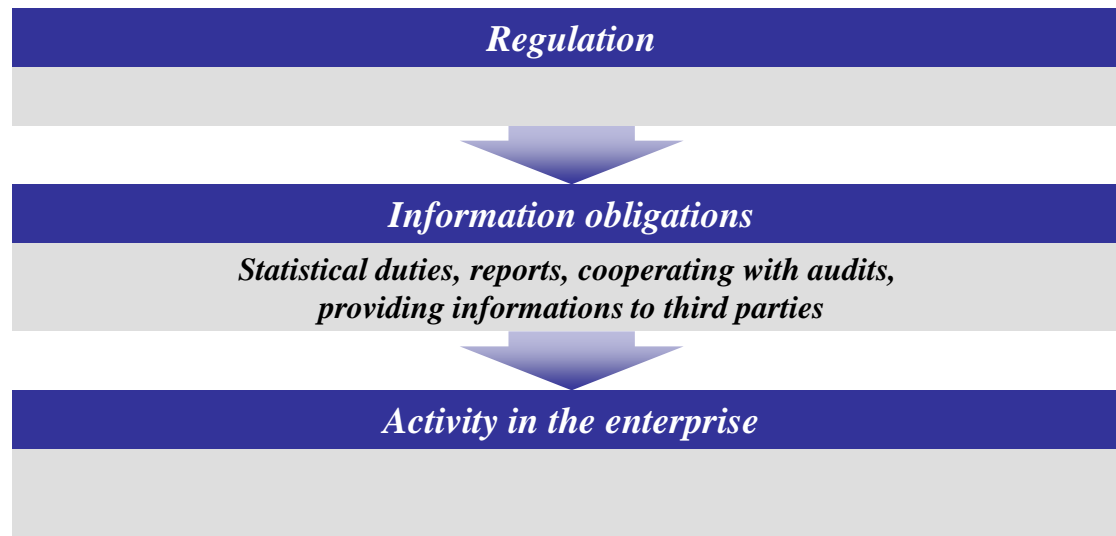 Regulation
Information obligations
Statistical duties, reports, cooperating with audits,
providing informations to third parties
Activity in the enterprise